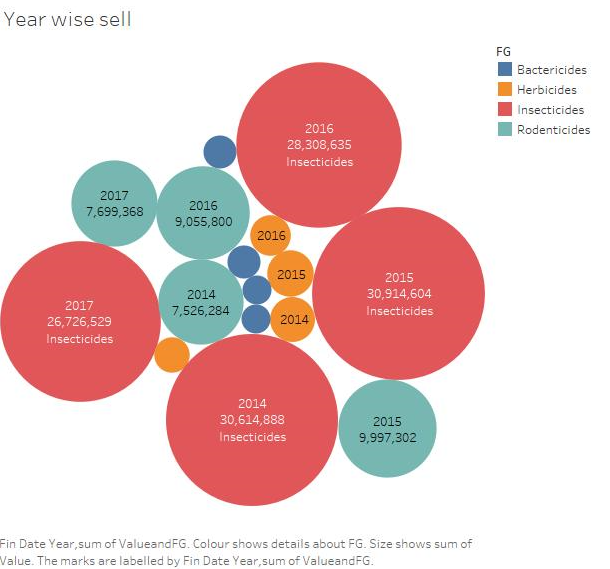 Year wise sell
FG
Bactericides
Herbicides
Insecticides
Rodenticides
2016
28,308,635
Insecticides
2017
7,699,368
2016
9,055,800
2016
2015
2015
30,914,604
Insecticides
2014
7,526,284
2014
2017
26,726,529
Insecticides
2014
30,614,888
Insecticides
2015
9,997,302
Fin Date Year,sum of ValueandFG. Colour shows details about FG. Size shows sum of
Value. The marks are labelled by Fin Date Year,sum of ValueandFG.